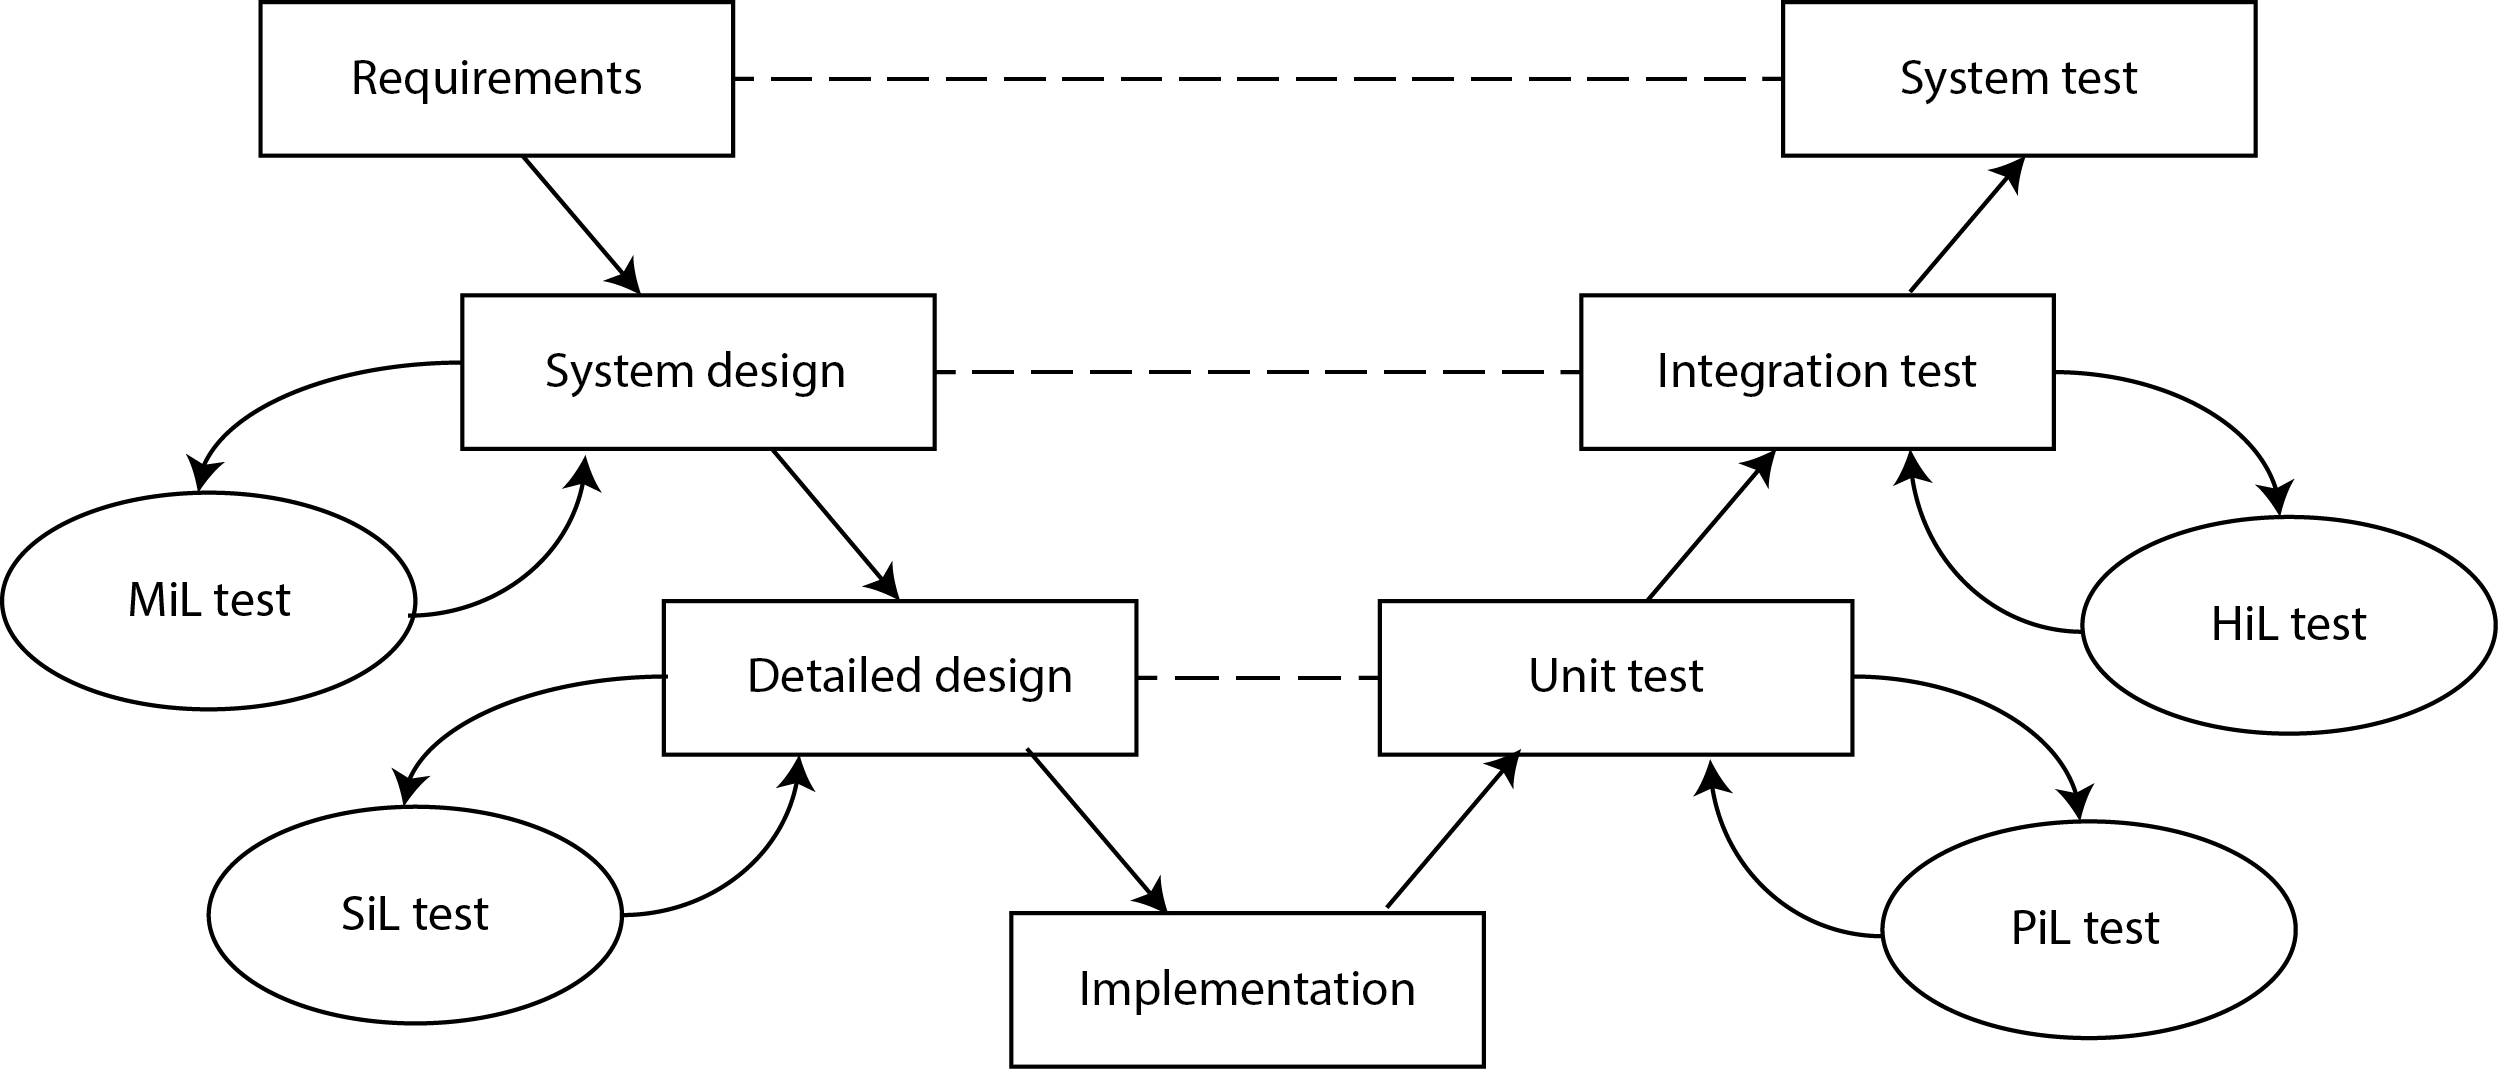 Requirements
System test
System design
Integration test
MiL test
HiL test
Detailed design
Unit test
SiL test
PiL test
Implementation